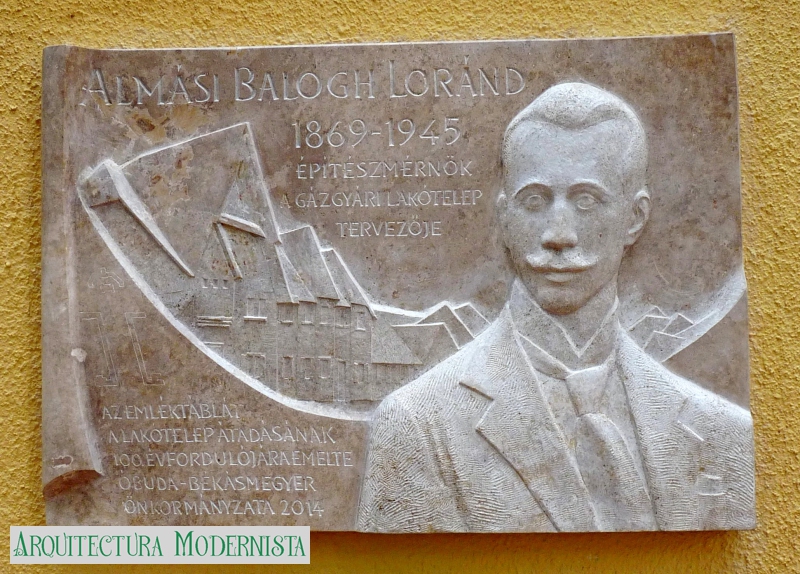 ALMÁSI BALOGH LORÁND
1869-1945
ÉPÍTÉSZMÉRNÖK
A GÁZGYÁRI LAKÓTELEP
TERVEZŐJE
AZ EMLÉKTÁBLÁT
A LAKÓTELEP ÁTADÁSÁNAK
100. ÉVFORDULÓJÁRA EMELTE
ÓBUDA-BÉKÁSMEGYER
ÖNKORMÁNYZATA 2014
ARQUITECTURA MODERNISTA